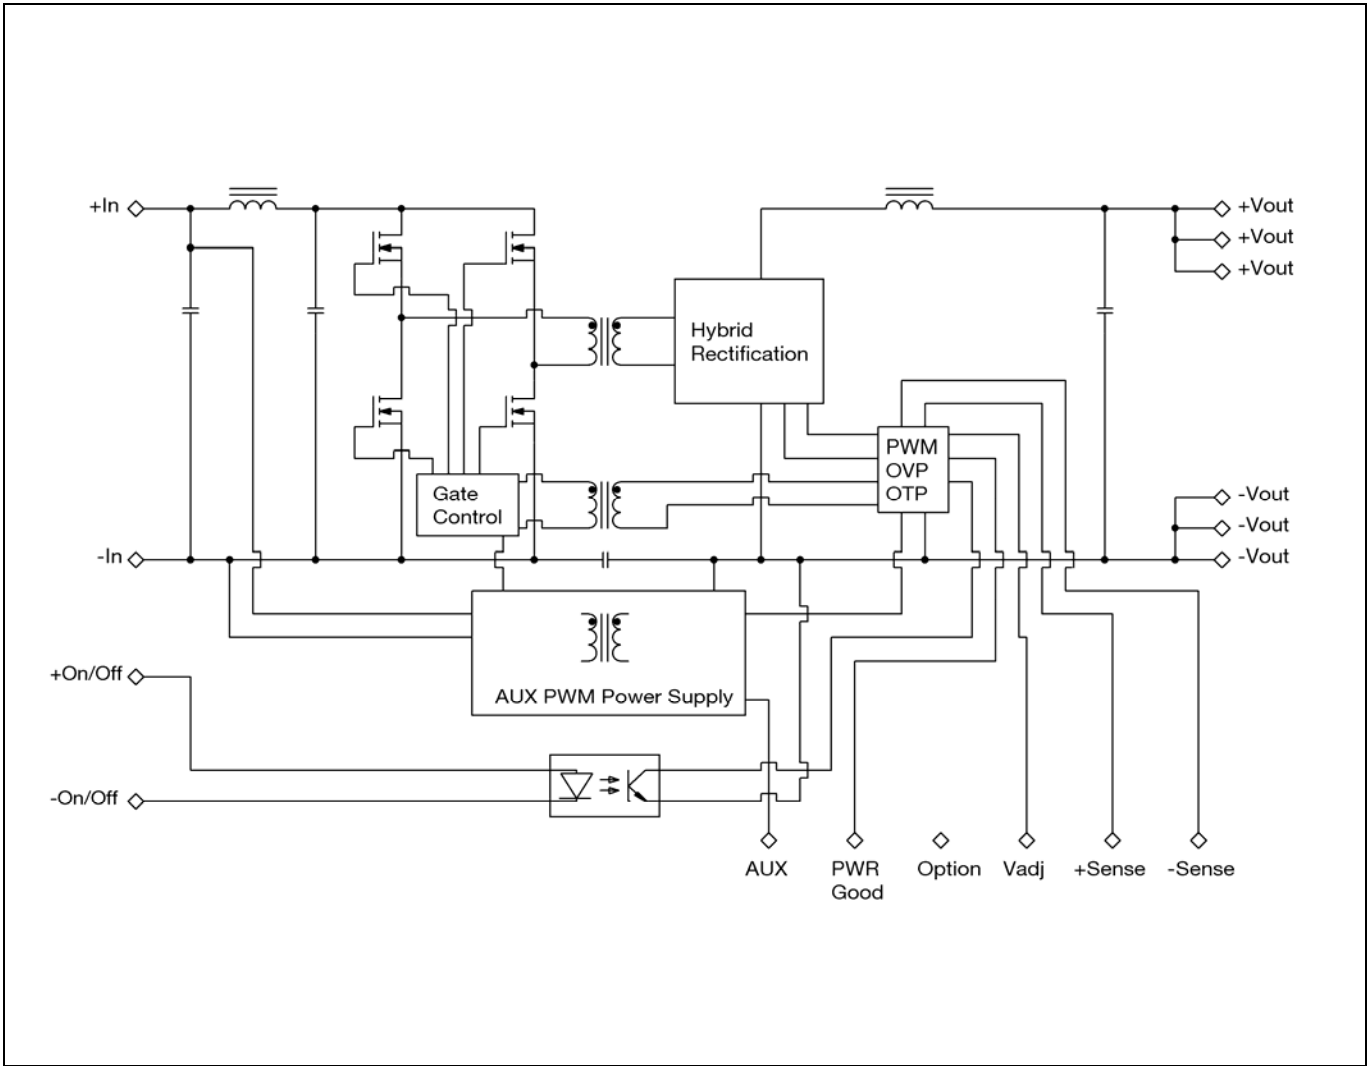 +In
+Vout
+Vout
+Vout
Hybrid
Rectification
PWM
OVP
OTP
Gate
Control
-Vout
-Vout
-In
-Vout
+On/Off
AUX PWM Power Supply
-On/Off
AUX
PWR
Good
Option
Vadj
+Sense
-Sense